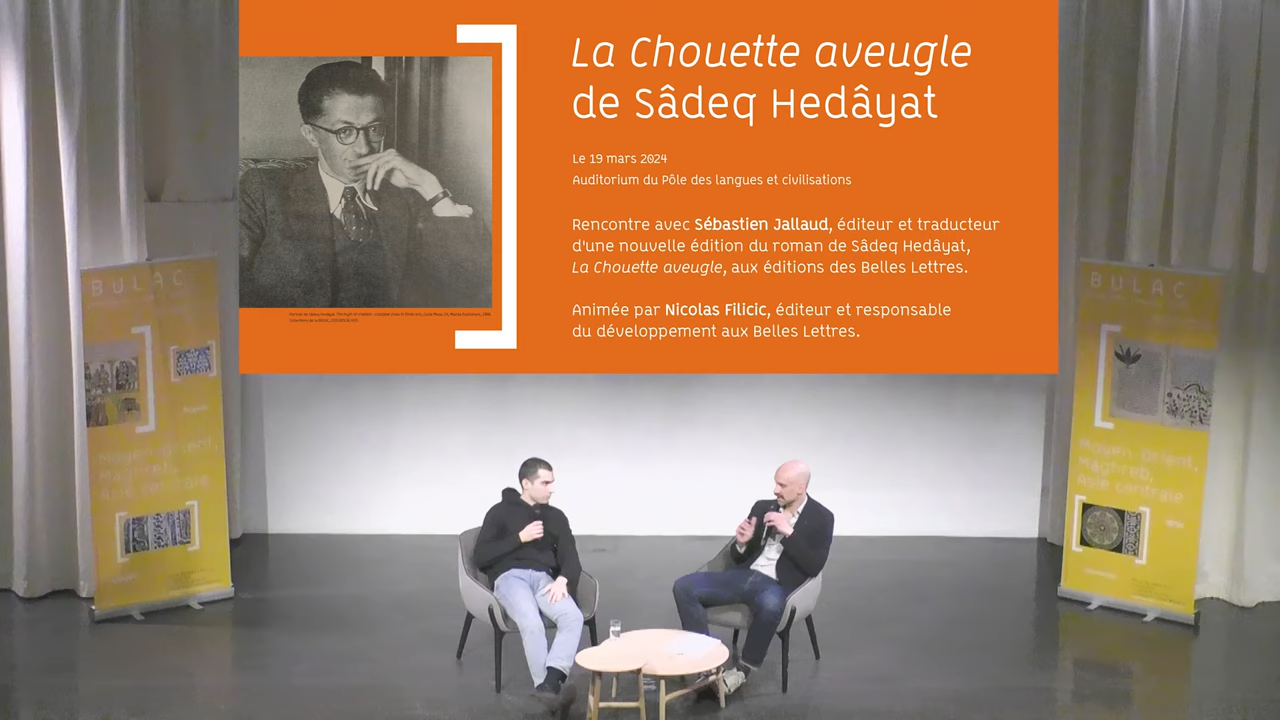 La Chouette aveugle
de Sâdeq Hedâyat
Le 19 mars 2024
Auditorium du Pôle des langues et civilisations
Rencontre avec Sébastien Jallaud, éditeur et traducteur
d'une nouvelle édition du roman de Sâdeq Hedâyat,
La Chouette aveugle, aux éditions des Belles Lettres.
Animée par Nicolas Filicic, éditeur et responsable
du développement aux Belles Lettres.
BULAC
Moyen-Orient,
Maghreb,
Asie centrale
BULAC
Moyen-Orient,
Maghreb,
Asie centrale